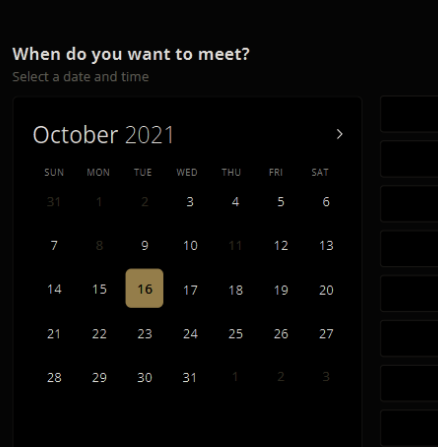 When do you want to meet?
Select a date and time
October 2021
SUN MON TUE WED THU FRI SAT
31 1 2 3 4 5 6
7 8 9 10 11 12 13
14 15 16 17 18 19 20
21 22 23 24 25 26 27
28 29 30 31 1 2 3